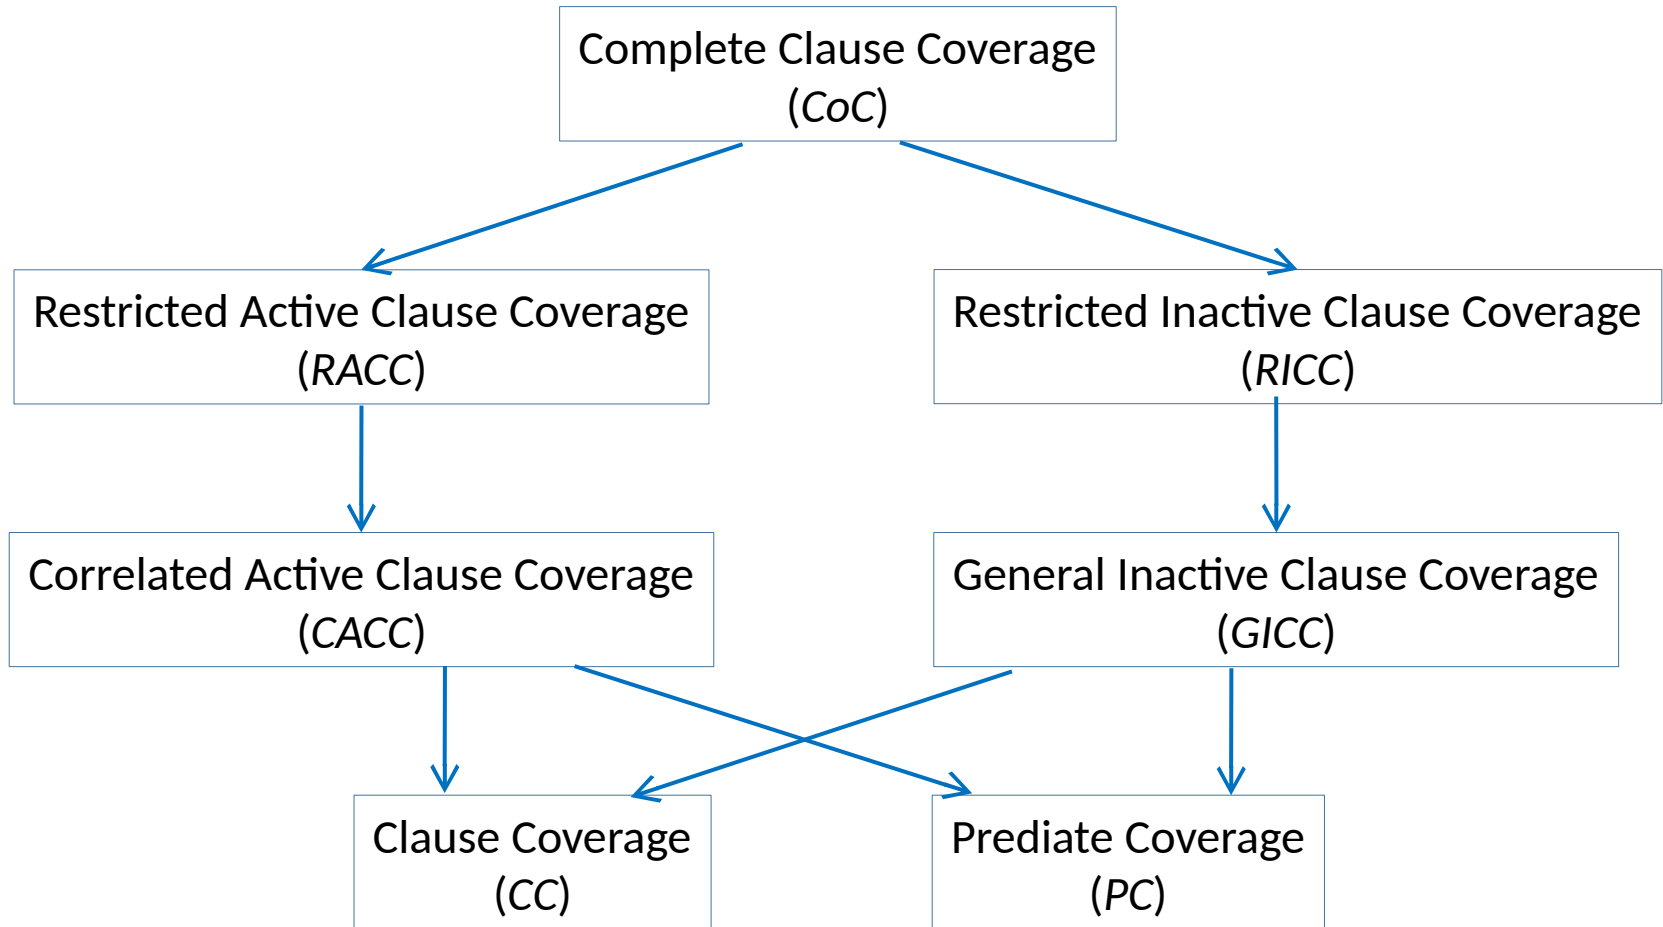 Complete Clause Coverage
(CoC)
Restricted Active Clause Coverage
(RACC)
Restricted Inactive Clause Coverage
(RICC)
Correlated Active Clause Coverage
(CACC)
General Inactive Clause Coverage
(GICC)
Clause Coverage
(CC)
Prediate Coverage
(PC)